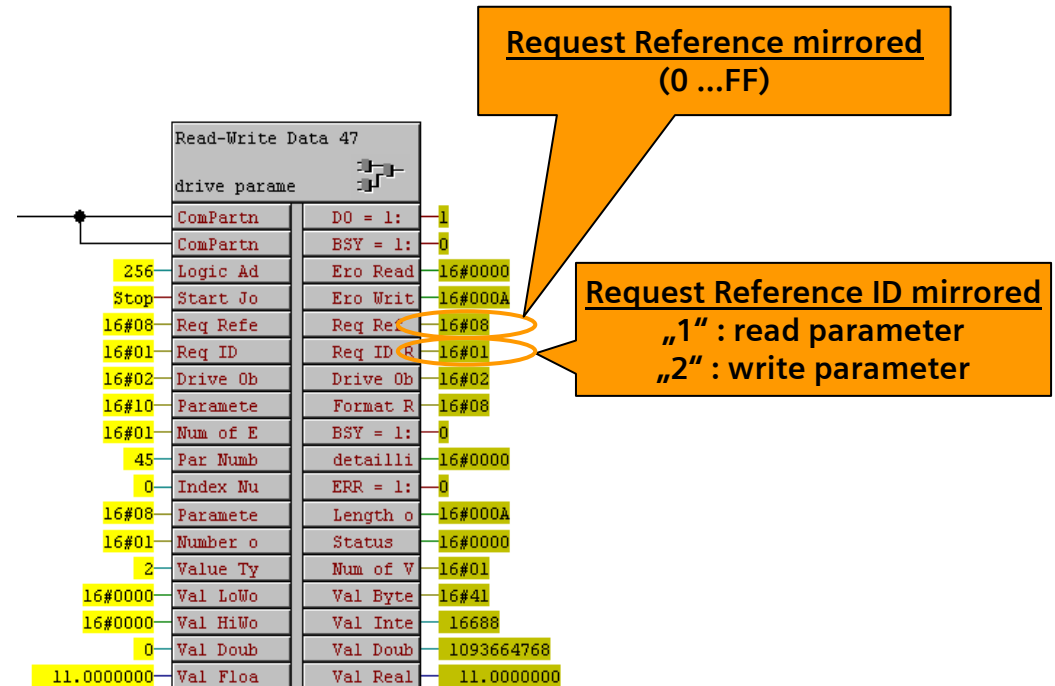 Request Reference mirrored
(0 ...FF)
Read-Write Data 47
drive parame
ComPartn DO = 1: 1
ComPartn BSY = 1: 0
256 Logic Ad Ero Read 16#0000
Stop Start Jo Ero Writ 16#000A
16#08 Req Refe Req Ref 16#08
16#01 Req ID Req ID R 16#01
Request Reference ID mirrored
„1“ : read parameter
„2“ : write parameter
16#02 Drive Ob Drive Ob 16#02
16#10 Paramete Format R 16#08
16#01 Num of E BSY = 1: 0
45 Par Numb detailli 16#0000
0 Index Nu ERR = 1: 0
16#08 Paramete Length o 16#000A
16#01 Number o Status 16#0000
2 Value Ty Num of V 16#01
16#0000 Val LoWo Val Byte 16#41
16#0000 Val HiWo Val Inte 16688
0 Val Doub Val Doub 1093664768
11.0000000 Val Floa Val Real 11.0000000